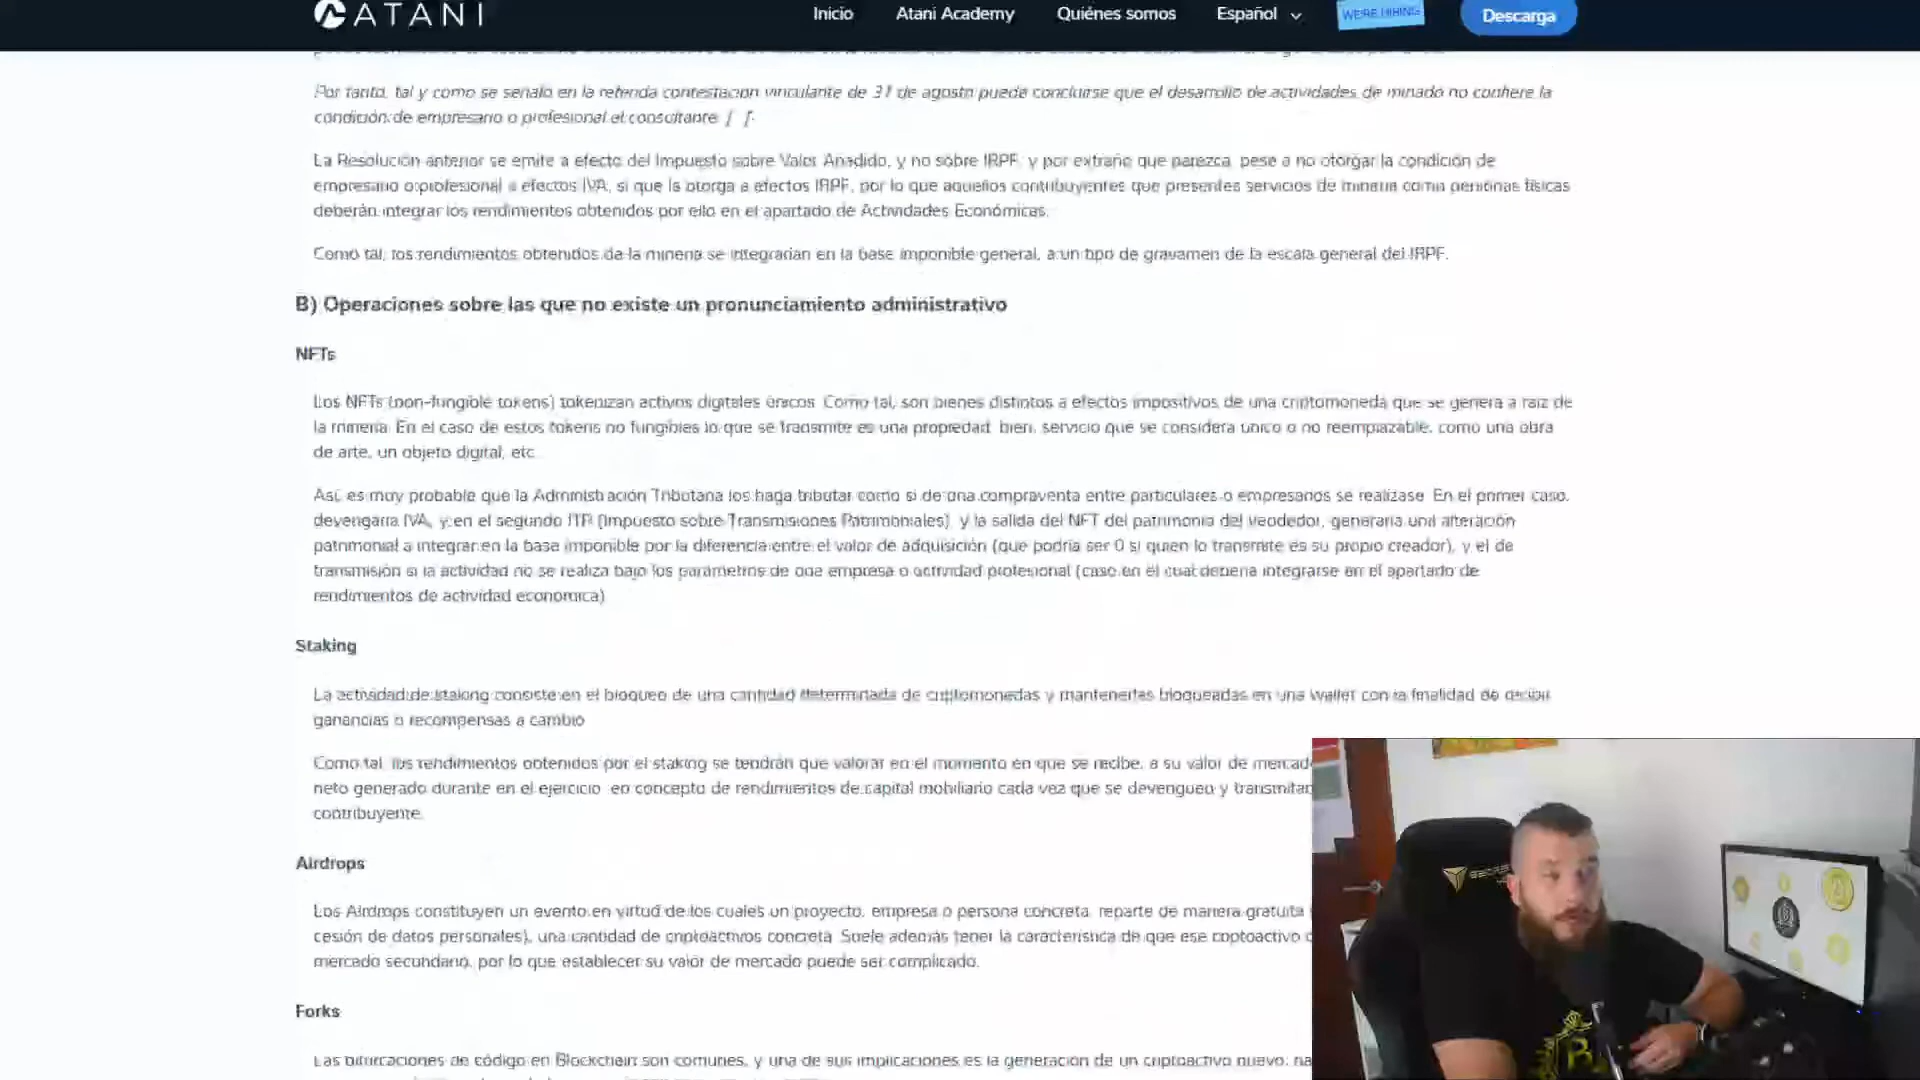 ATANI
Inicio
Atani Academy
Quiénes somos
Español
WE'RE HIRING
Descarga
Por tanto, tal y como se señaló en la referida contestación vinculante de 31 de agosto puede concluirse que el desarrollo de actividades de minado no confiere la
condición de empresario o profesional al consultante. [...].
La Resolución anterior se emite a efecto del Impuesto sobre Valor Añadido, y no sobre IRPF, y por extraño que parezca, pese a no otorgar la condición de
empresario o profesional a efectos IVA, si que la otorga a efectos IRPF, por lo que aquellos contribuyentes que presentes servicios de minería como personas físicas
deberán integrar los rendimientos obtenidos por ello en el apartado de Actividades Económicas.
Como tal, los rendimientos obtenidos de la minería se integrarían en la base imponible general, a un tipo de gravamen de la escala general del IRPF.
B) Operaciones sobre las que no existe un pronunciamiento administrativo
NFTs
Los NFTs (non-fungible tokens) tokenizan activos digitales únicos. Como tal, son bienes distintos a efectos impositivos de una criptomoneda que se genera a raíz de
la minería. En el caso de estos tokens no fungibles lo que se transmite es una propiedad, bien, servicio que se considera único o no reemplazable, como una obra
de arte, un objeto digital, etc.
Así, es muy probable que la Administración Tributaria los haga tributar como si de una compraventa entre particulares o empresarios se realizase. En el primer caso,
devengaría IVA, y en el segundo ITP (Impuesto sobre Transmisiones Patrimoniales), y la salida del NFT del patrimonio del vendedor, generaría una alteración
patrimonial a integrar en la base imponible por la diferencia entre el valor de adquisición (que podría ser 0 si quien lo transmite es su propio creador), y el de
transmisión si la actividad no se realiza bajo los parámetros de una empresa o actividad profesional (caso en el cual debería integrarse en el apartado de
rendimientos de actividad económica)
Staking
La actividad de staking consiste en el bloqueo de una cantidad determinada de criptomonedas y mantenerlas bloqueadas en una wallet con la finalidad de recibir
ganancias o recompensas a cambio
Como tal, los rendimientos obtenidos por el staking se tendrán que valorar en el momento en que se recibe, a su valor de mercado
neto generado durante en el ejercicio, en concepto de rendimientos de capital mobiliario cada vez que se devenguen y transmitan
contribuyente.
Airdrops
Los Airdrops constituyen un evento en virtud de los cuales un proyecto, empresa o persona concreta, reparte de manera gratuita
cesión de datos personales), una cantidad de criptoactivos concreta. Suele además tener la característica de que ese criptoactivo
mercado secundario, por lo que establecer su valor de mercado puede ser complicado.
Forks
Las bifurcaciones de código en Blockchain son comunes, y una de sus implicaciones es la generación de un criptoactivo nuevo,